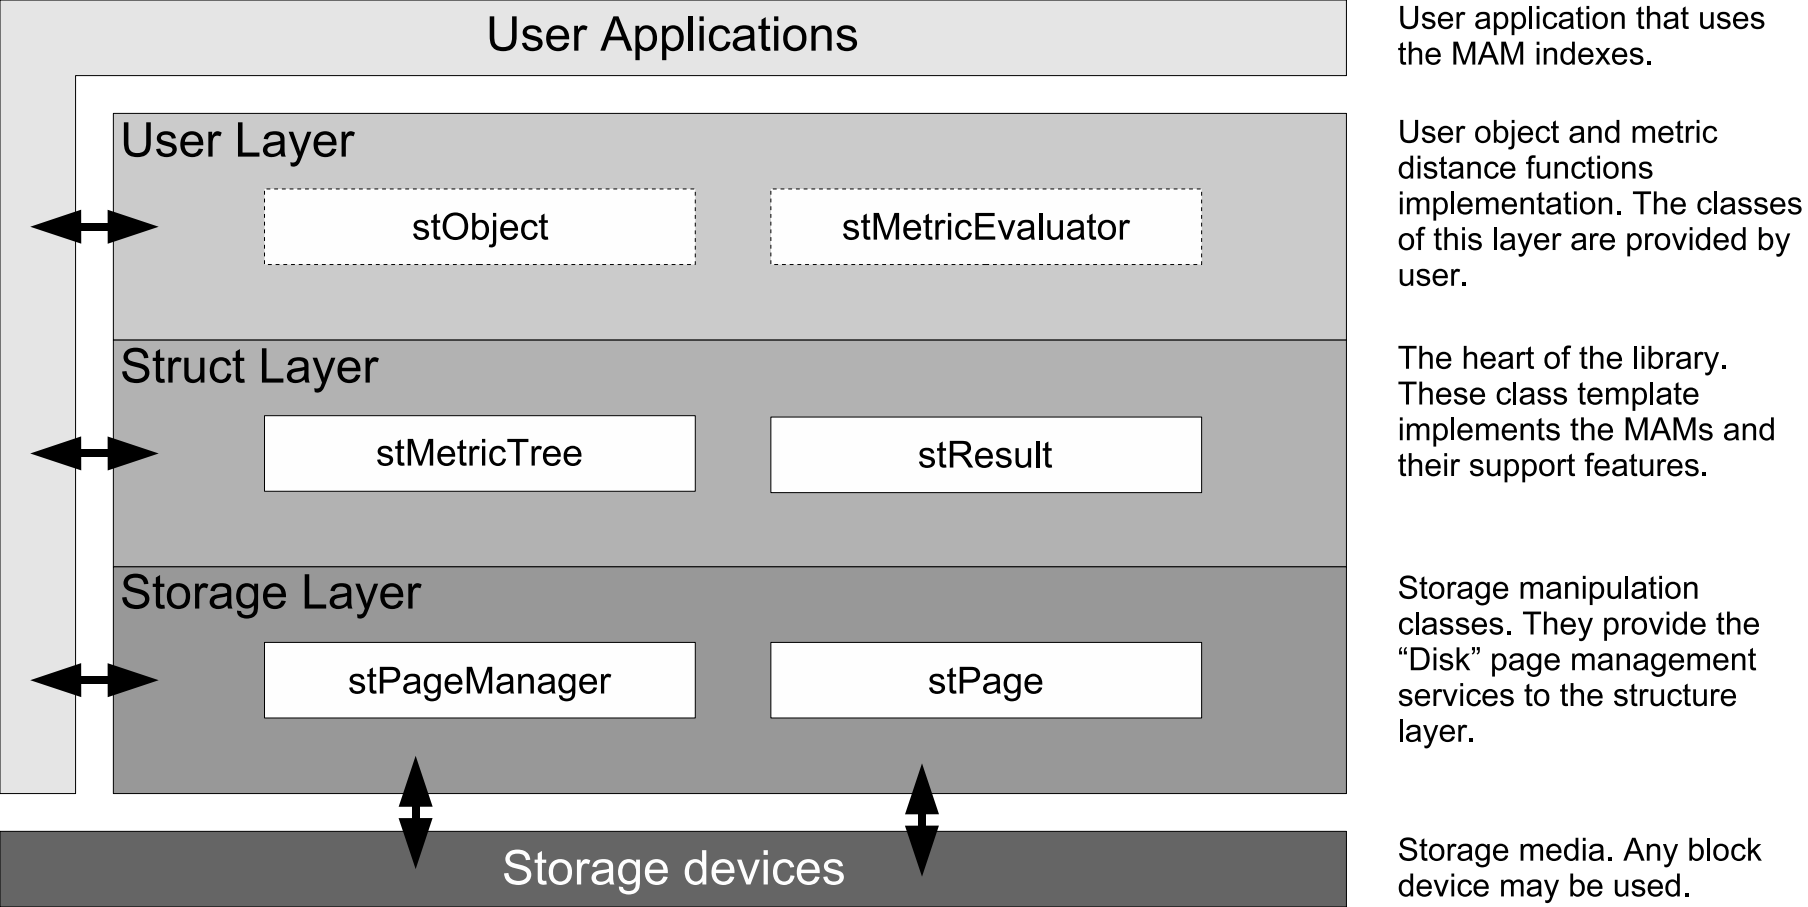 User Applications
User application that uses
the MAM indexes.
User Layer
stObject
stMetricEvaluator
User object and metric
distance functions
implementation. The classes
of this layer are provided by
user.
Struct Layer
stMetricTree
stResult
The heart of the library.
These class template
implements the MAMs and
their support features.
Storage Layer
stPageManager
stPage
Storage manipulation
classes. They provide the
“Disk” page management
services to the structure
layer.
Storage devices
Storage media. Any block
device may be used.